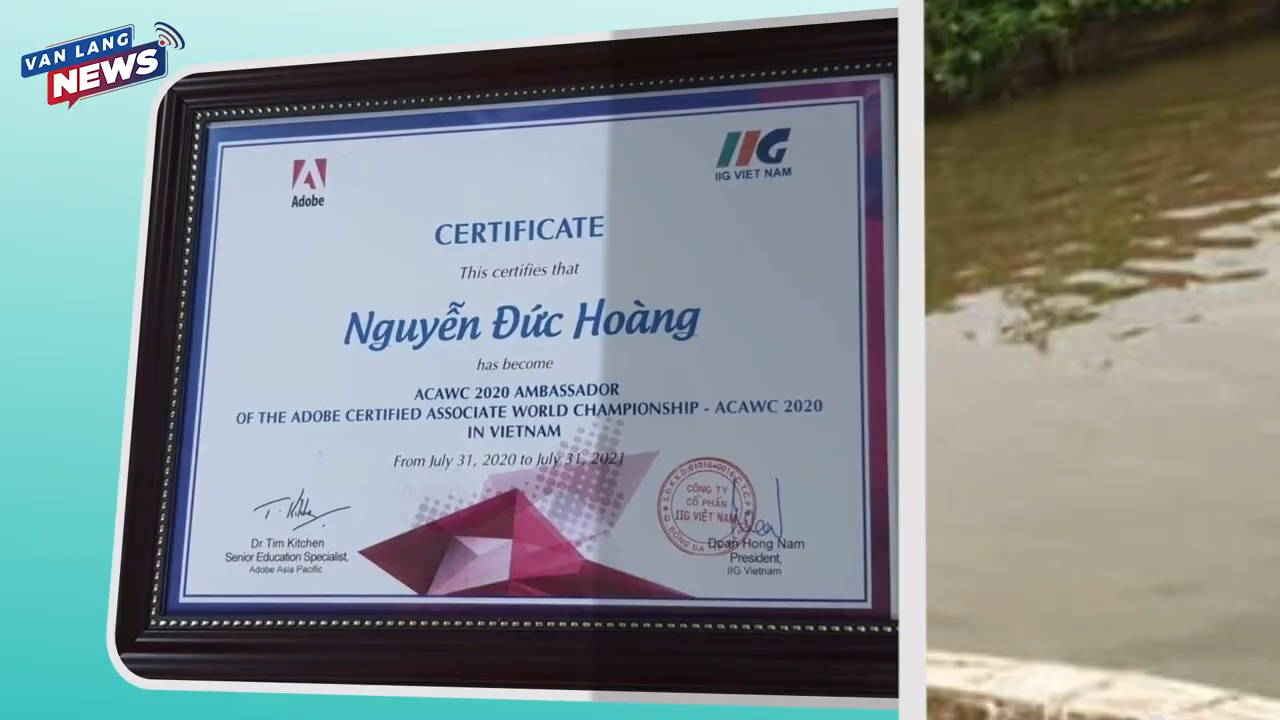 VAN LANG
NEWS
Adobe
IIG
IIG VIET NAM
CERTIFICATE
This certifies that
Nguyễn Đức Hoàng
has become
ACAWC 2020 AMBASSADOR
OF THE ADOBE CERTIFIED ASSOCIATE WORLD CHAMPIONSHIP - ACAWC 2020
IN VIETNAM
From July 31, 2020 to July 31, 2021
CÔNG TY
CỔ PHẦN
IIG VIỆT NAM
ĐỐNG ĐA
Dr Tim Kitchen
Senior Education Specialist,
Adobe Asia Pacific
Doan Hong Nam
President,
IIG Vietnam